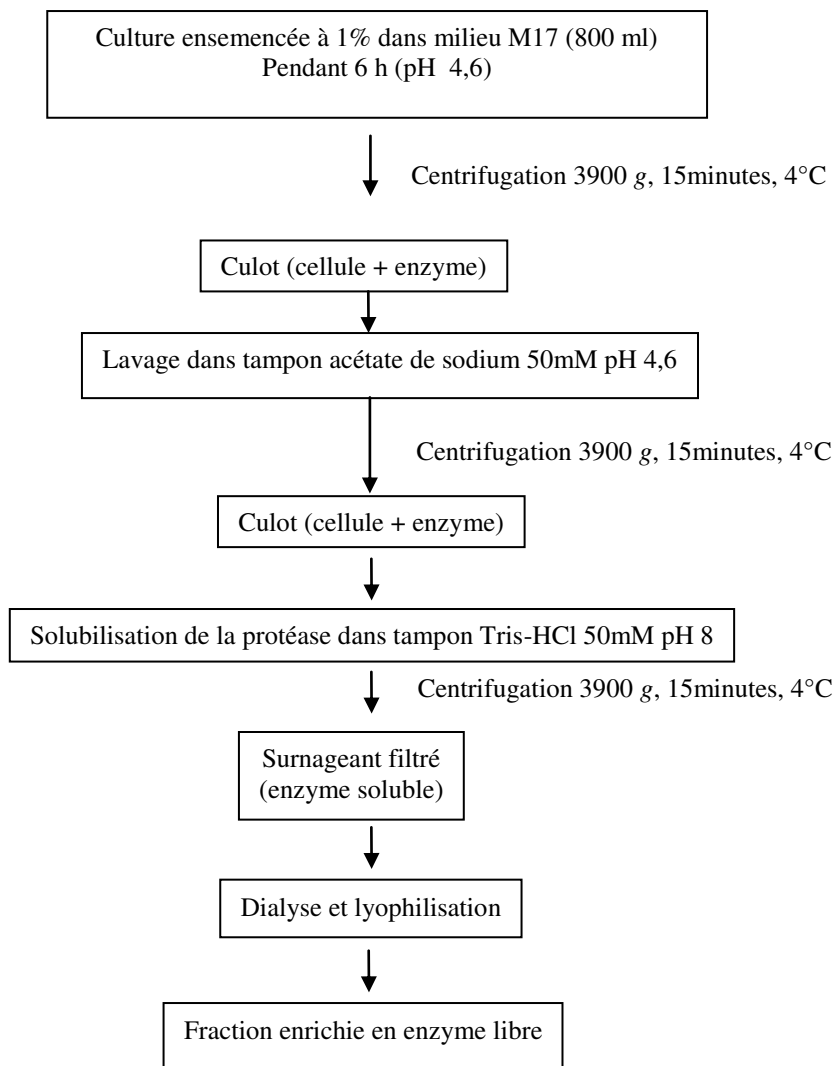 Culture ensemencée à 1% dans milieu M17 (800 ml)
Pendant 6 h (pH 4,6)
Centrifugation 3900 g, 15minutes, 4°C
Culot (cellule + enzyme)
Lavage dans tampon acétate de sodium 50mM pH 4,6
Centrifugation 3900 g, 15minutes, 4°C
Culot (cellule + enzyme)
Solubilisation de la protéase dans tampon Tris-HCl 50mM pH 8
Centrifugation 3900 g, 15minutes, 4°C
Surnageant filtré
(enzyme soluble)
Dialyse et lyophilisation
Fraction enrichie en enzyme libre